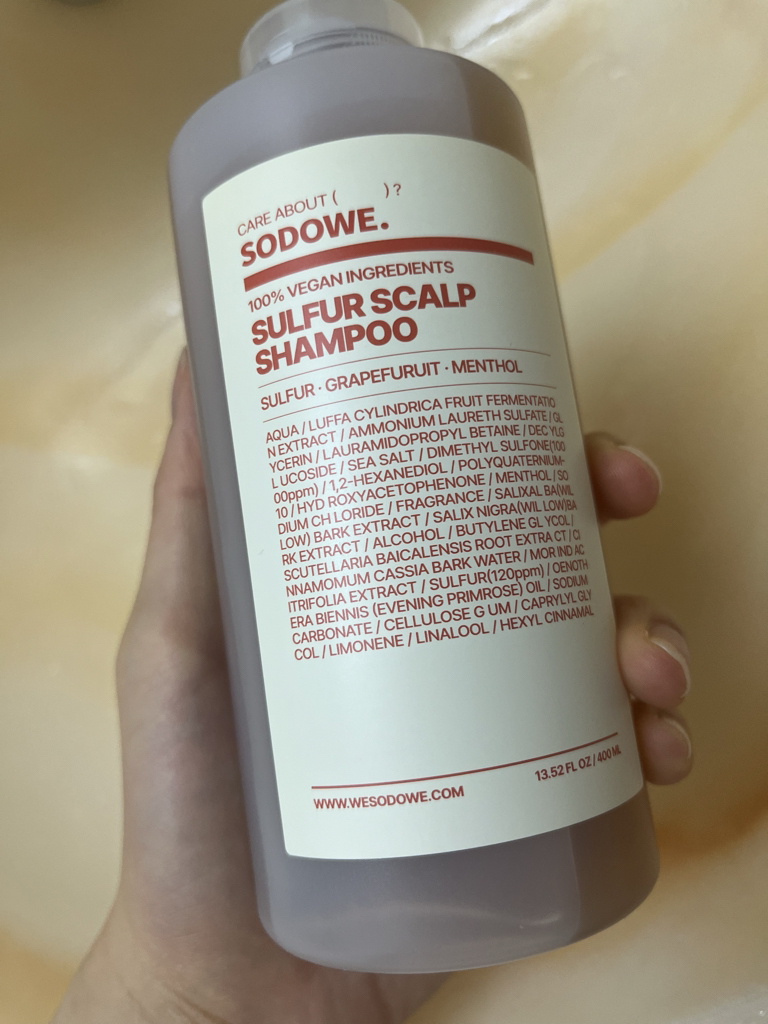 CARE ABOUT ( )?
SODOWE.
100% VEGAN INGREDIENTS
SULFUR SCALP
SHAMPOO
SULFUR · GRAPEFURUIT · MENTHOL
AQUA / LUFFA CYLINDRICA FRUIT FERMENTATIO
N EXTRACT / AMMONIUM LAURETH SULFATE / GL
YCERIN / LAURAMIDOPROPYL BETAINE / DEC YLG
L UCOSIDE / SEA SALT / DIMETHYL SULFONE(100
00ppm) / 1,2-HEXANEDIOL / POLYQUATERNIUM-
10 / HYD ROXYACETOPHENONE / MENTHOL / SO
DIUM CH LORIDE / FRAGRANCE / SALIXAL BA(WIL
LOW) BARK EXTRACT / SALIX NIGRA(WIL LOW)BA
RK EXTRACT / ALCOHOL / BUTYLENE GL YCOL /
SCUTELLARIA BAICALENSIS ROOT EXTRA CT / CI
NNAMOMUM CASSIA BARK WATER / MOR IND AC
ITRIFOLIA EXTRACT / SULFUR(120ppm) / OENOTH
ERA BIENNIS (EVENING PRIMROSE) OIL / SODIUM
CARBONATE / CELLULOSE G UM / CAPRYLYL GLY
COL / LIMONENE / LINALOOL / HEXYL CINNAMAL
WWW.WESODOWE.COM
13.52 FL OZ / 400 ML